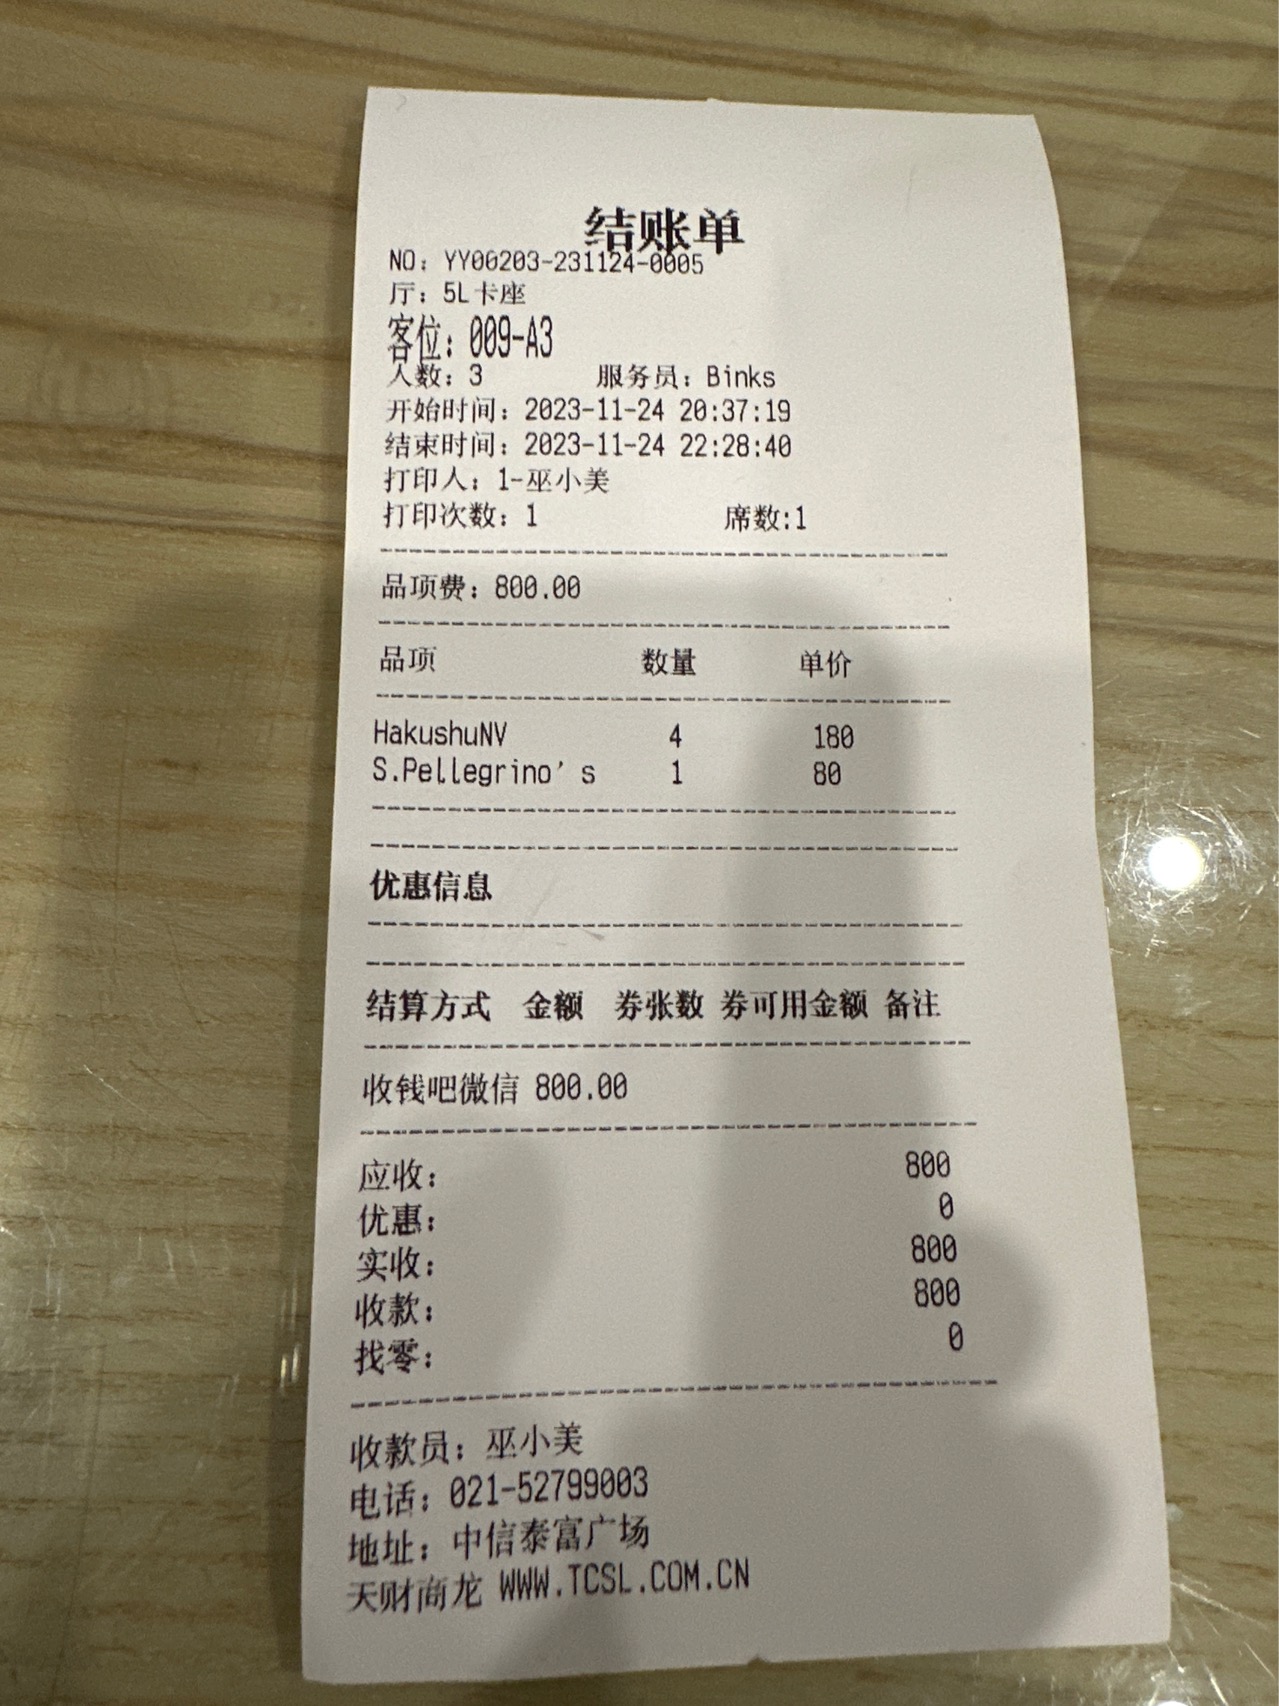 结账单
NO: YY00203-231124-0005
厅: 5L卡座
客位: 009-A3
人数: 3 服务员: Binks
开始时间: 2023-11-24 20:37:19
结束时间: 2023-11-24 22:28:40
打印人: 1-巫小美
打印次数: 1 席数:1
品项费: 800.00
品项 数量 单价
HakushuNV 4 180
S.Pellegrino's 1 80
优惠信息
结算方式 金额 券张数 券可用金额 备注
收钱吧微信 800.00
应收: 800
优惠: 0
实收: 800
收款: 800
找零: 0
收款员: 巫小美
电话: 021-52799003
地址: 中信泰富广场
天财商龙 WWW.TCSL.COM.CN